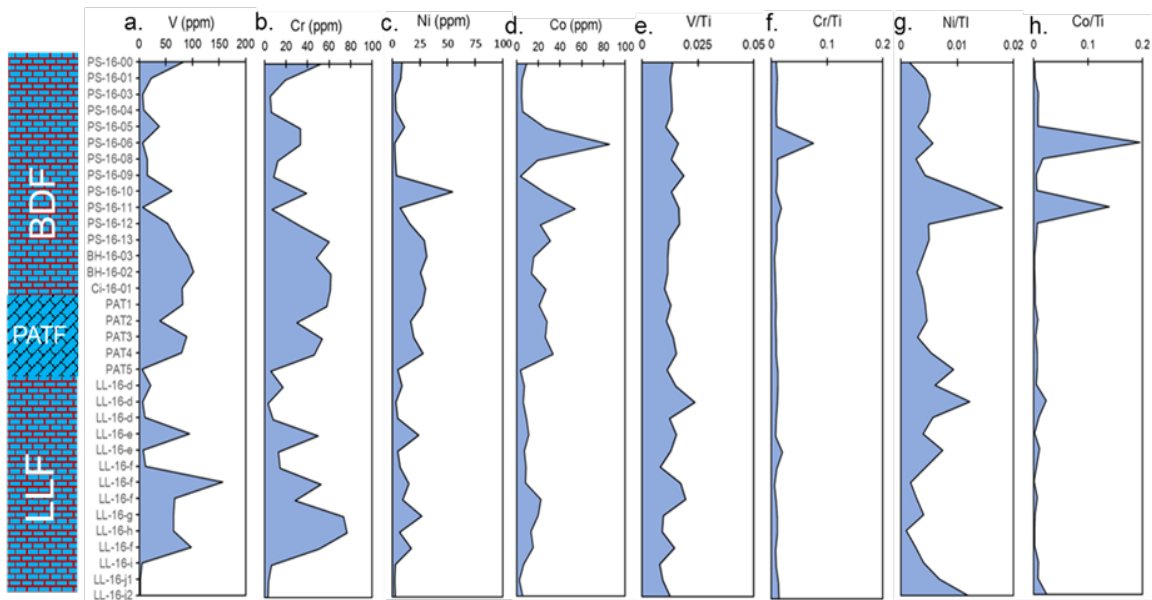 a. V (ppm) b. Cr (ppm) c. Ni (ppm) d. Co (ppm) e. V/Ti f. Cr/Ti g. Ni/TI h. Co/Ti
0 50 100 150 200 0 20 40 60 80 100 0 25 50 75 100 0 20 40 60 80 100 0 0.025 0.05 0 0.1 0.2 0 0.01 0.02 0 0.1 0.2
PS-16-00
PS-16-01
PS-16-03
PS-16-04
PS-16-05
PS-16-06
PS-16-08
PS-16-09
PS-16-10
PS-16-11
PS-16-12
PS-16-13
BH-16-03
BH-16-02
Ci-16-01
PAT1
PAT2
PAT3
PAT4
PAT5
LL-16-d
LL-16-d
LL-16-d
LL-16-e
LL-16-e
LL-16-f
LL-16-f
LL-16-f
LL-16-g
LL-16-h
LL-16-f
LL-16-i
LL-16-j1
LL-16-i2
BDF
PATF
LLF